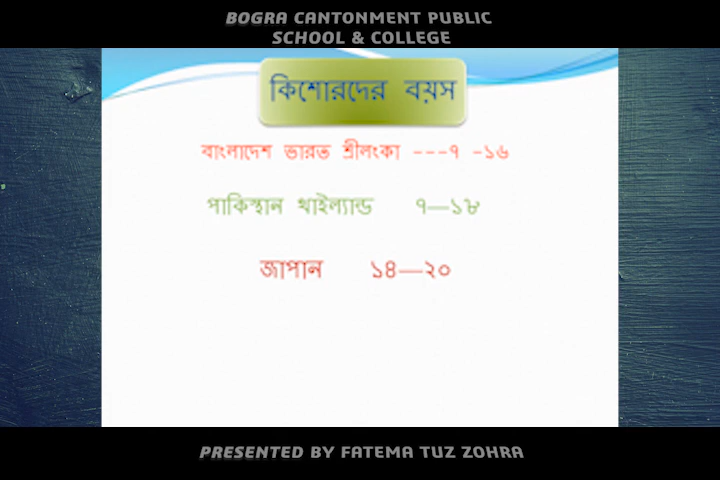 BOGRA CANTONMENT PUBLIC
SCHOOL & COLLEGE
কিশোরদের বয়স
বাংলাদেশ ভারত শ্রীলংকা ---৭ -১৬
পাকিস্থান থাইল্যান্ড ৭—১৮
জাপান ১৪—২০
PRESENTED BY FATEMA TUZ ZOHRA